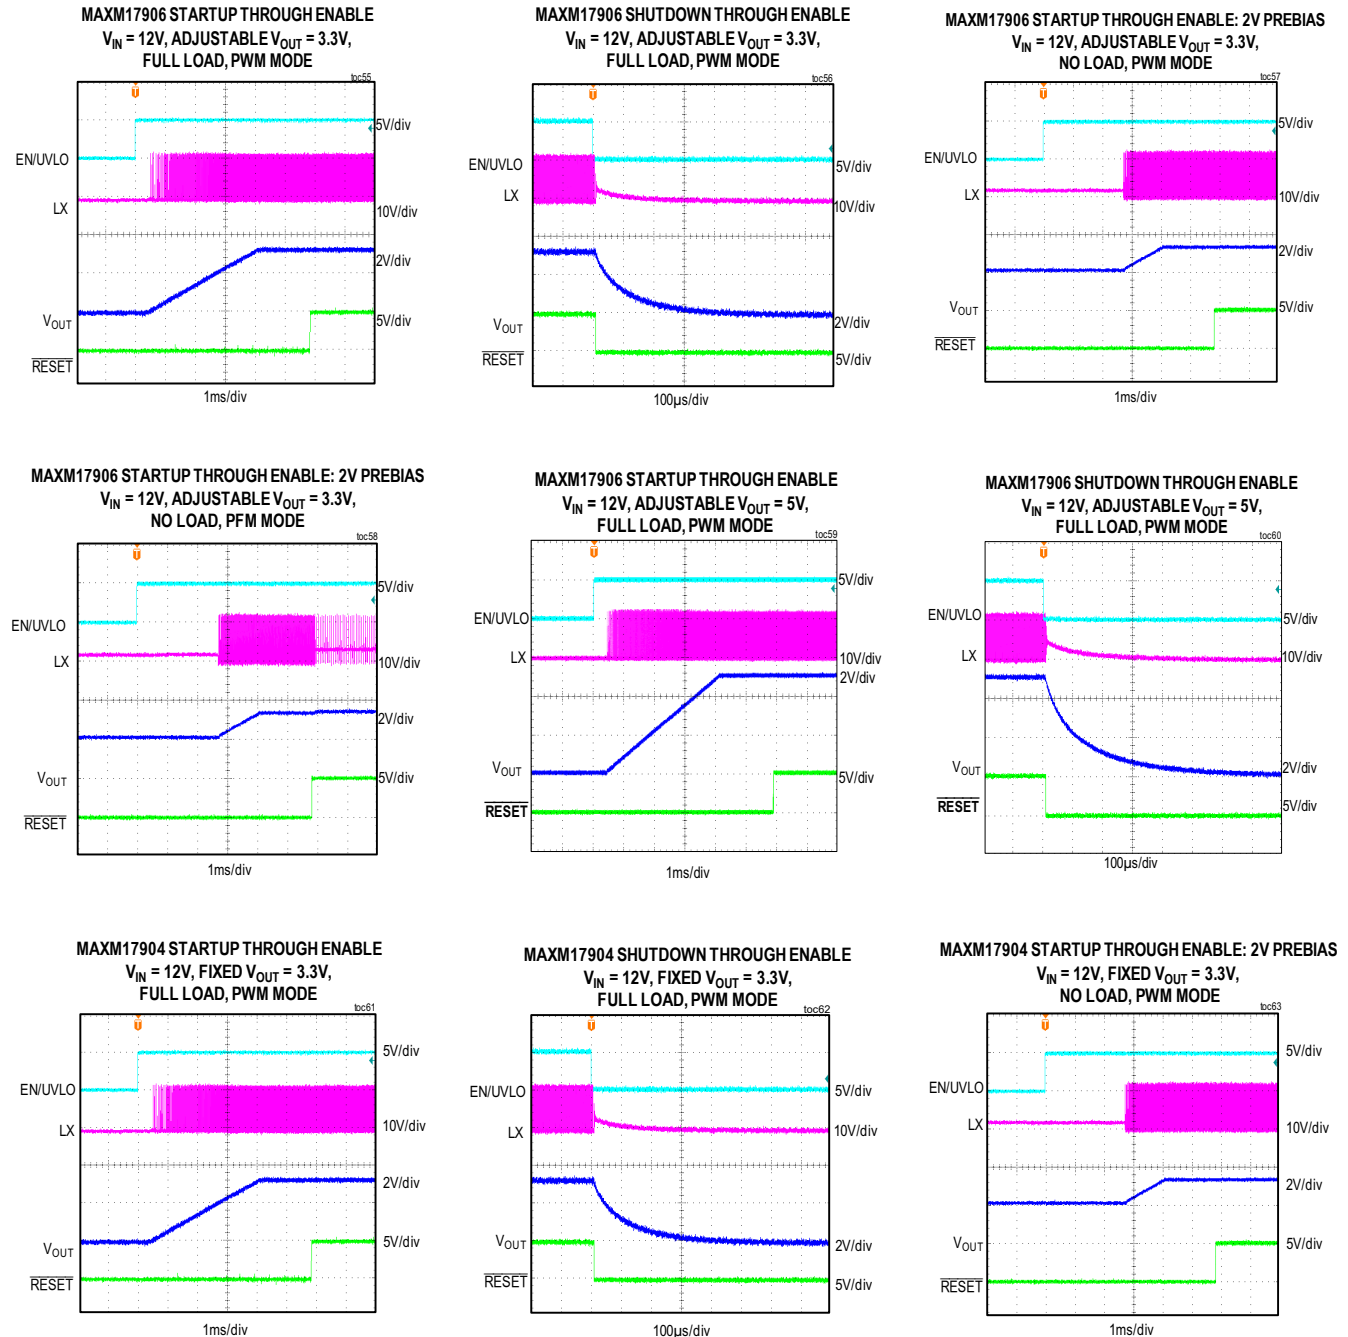 MAXM17906 STARTUP THROUGH ENABLE
VIN = 12V, ADJUSTABLE VOUT = 3.3V,
FULL LOAD, PWM MODE
toc55
T
5V/div
EN/UVLO
LX
10V/div
2V/div
VOUT
5V/div
RESET
1ms/div
MAXM17906 SHUTDOWN THROUGH ENABLE
VIN = 12V, ADJUSTABLE VOUT = 3.3V,
FULL LOAD, PWM MODE
toc56
T
EN/UVLO
5V/div
LX
10V/div
VOUT
2V/div
RESET
5V/div
100µs/div
MAXM17906 STARTUP THROUGH ENABLE: 2V PREBIAS
VIN = 12V, ADJUSTABLE VOUT = 3.3V,
NO LOAD, PWM MODE
toc57
T
5V/div
EN/UVLO
LX
10V/div
2V/div
VOUT
5V/div
RESET
1ms/div
MAXM17906 STARTUP THROUGH ENABLE: 2V PREBIAS
VIN = 12V, ADJUSTABLE VOUT = 3.3V,
NO LOAD, PFM MODE
toc58
T
5V/div
EN/UVLO
LX
10V/div
2V/div
VOUT
5V/div
RESET
1ms/div
MAXM17906 STARTUP THROUGH ENABLE
VIN = 12V, ADJUSTABLE VOUT = 5V,
FULL LOAD, PWM MODE
toc59
T
5V/div
EN/UVLO
LX
10V/div
2V/div
VOUT
5V/div
RESET
1ms/div
MAXM17906 SHUTDOWN THROUGH ENABLE
VIN = 12V, ADJUSTABLE VOUT = 5V,
FULL LOAD, PWM MODE
toc60
T
EN/UVLO
5V/div
LX
10V/div
VOUT
2V/div
RESET
5V/div
100µs/div
MAXM17904 STARTUP THROUGH ENABLE
VIN = 12V, FIXED VOUT = 3.3V,
FULL LOAD, PWM MODE
toc61
T
5V/div
EN/UVLO
LX
10V/div
2V/div
VOUT
5V/div
RESET
1ms/div
MAXM17904 SHUTDOWN THROUGH ENABLE
VIN = 12V, FIXED VOUT = 3.3V,
FULL LOAD, PWM MODE
toc62
T
EN/UVLO
5V/div
LX
10V/div
VOUT
2V/div
RESET
5V/div
100µs/div
MAXM17904 STARTUP THROUGH ENABLE: 2V PREBIAS
VIN = 12V, FIXED VOUT = 3.3V,
NO LOAD, PWM MODE
toc63
T
5V/div
EN/UVLO
LX
10V/div
2V/div
VOUT
5V/div
RESET
1ms/div